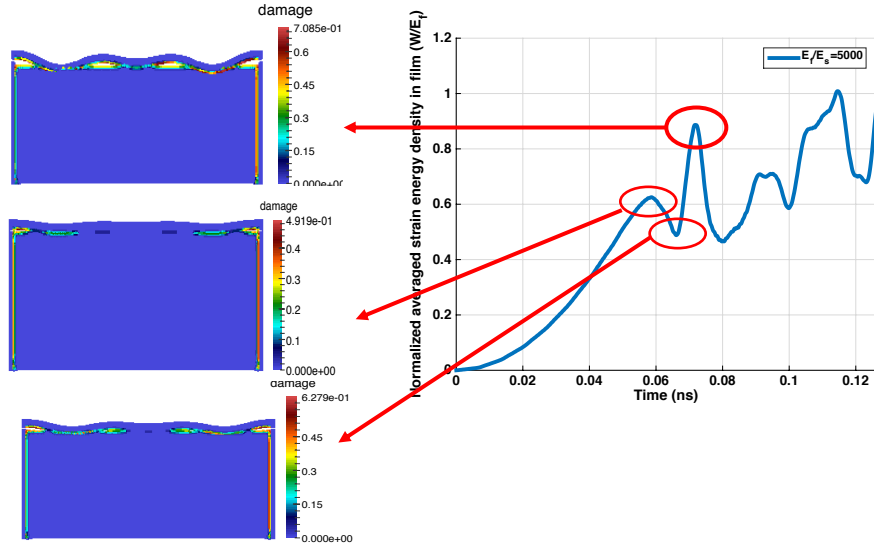 damage
7.085e-01
0.6
0.45
0.3
0.15
0.000e+00
damage
4.919e-01
0.4
0.3
0.2
0.1
0.000e+00
damage
6.279e-01
0.45
0.3
0.15
0.000e+00
Normalized averaged strain energy density in film (W/E_f)
1.2
1
0.8
0.6
0.4
0.2
0
E_f/E_s=5000
0
0.02
0.04
0.06
0.08
0.1
0.12
Time (ns)